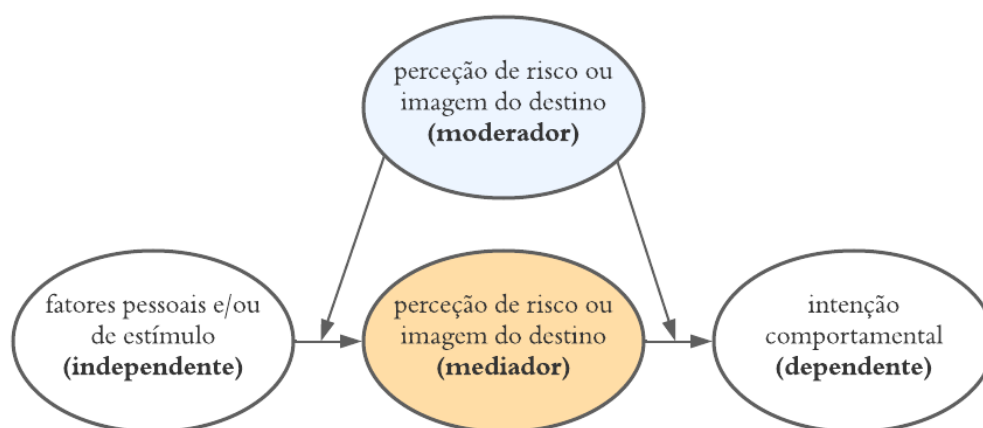 perceção de risco ou
imagem do destino
(moderador)
fatores pessoais e/ou
de estímulo
(independente)
perceção de risco ou
imagem do destino
(mediador)
intenção
comportamental
(dependente)